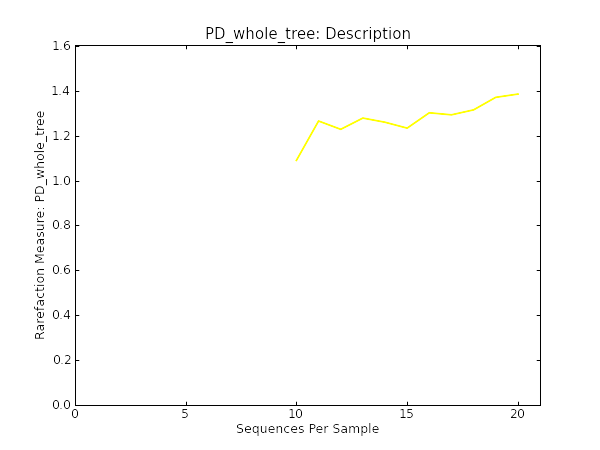 PD_whole_tree: Description
1.6
1.4
1.2
1.0
0.8
0.6
0.4
0.2
0.0
Rarefaction Measure: PD_whole_tree
0 5 10 15 20
Sequences Per Sample